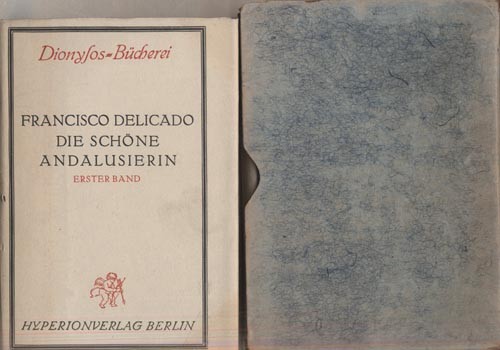 Dionysos=Bücherei
FRANCISCO DELICADO
DIE SCHÖNE
ANDALUSIERIN
ERSTER BAND
HYPERIONVERLAG BERLIN